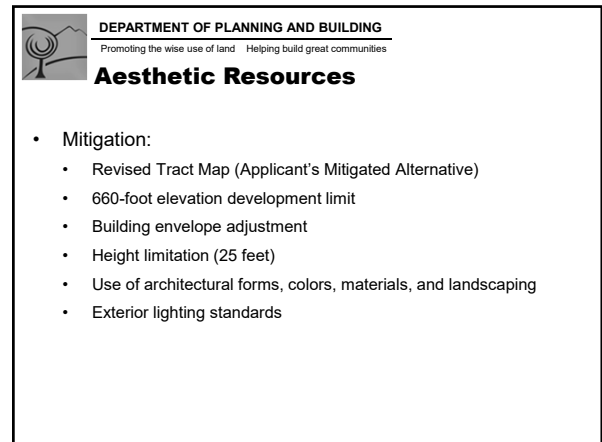 DEPARTMENT OF PLANNING AND BUILDING
Promoting the wise use of land Helping build great communities
Aesthetic Resources
• Mitigation:
• Revised Tract Map (Applicant's Mitigated Alternative)
• 660-foot elevation development limit
• Building envelope adjustment
• Height limitation (25 feet)
• Use of architectural forms, colors, materials, and landscaping
• Exterior lighting standards